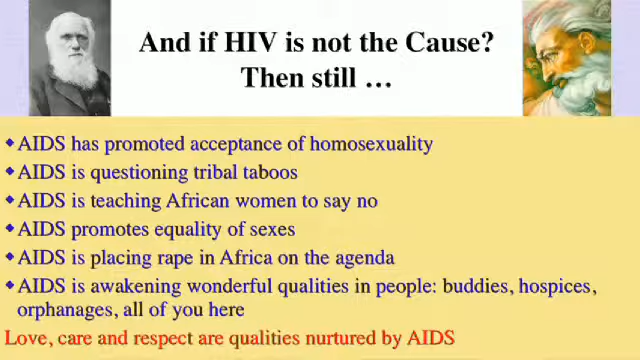 And if HIV is not the Cause?
Then still …
AIDS has promoted acceptance of homosexuality
AIDS is questioning tribal taboos
AIDS is teaching African women to say no
AIDS promotes equality of sexes
AIDS is placing rape in Africa on the agenda
AIDS is awakening wonderful qualities in people: buddies, hospices,
orphanages, all of you here
Love, care and respect are qualities nurtured by AIDS